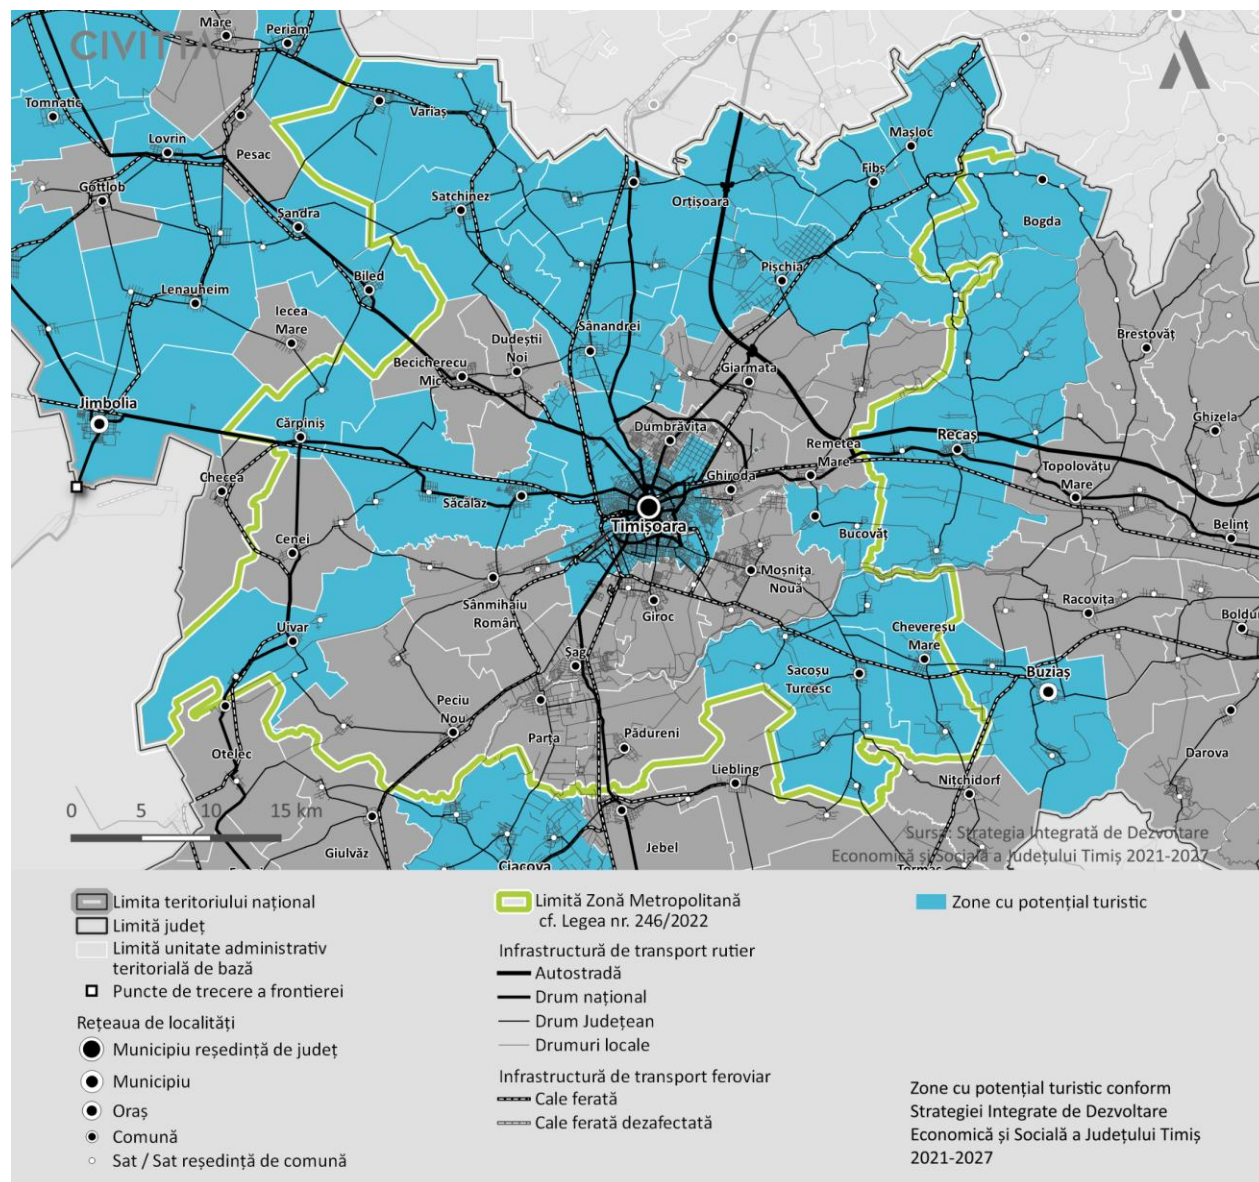 CIVITTA
Mare
Periam
Tomnatic
Variaș
Lovrin
Pesac
Mașloc
Fibș
Gottlob
Satchinez
Orțișoara
Bogda
Șandra
Pișchia
Biled
Lenauheim
Iecea
Mare
Sânandrei
Dudeștii
Noi
Brestovăț
Becicherecu
Mic
Giarmata
Jimbolia
Cărpiniș
Dumbrăvița
Ghizela
Remetea
Mare
Recaș
Checea
Ghiroda
Topolovățu
Mare
Săcălaz
Timișoara
Belinț
Bucovăț
Cenei
Moșnița
Nouă
Sânmihaiu
Român
Giroc
Racovița
Uivar
Chevereșu
Mare
Boldu
Șag
Sacoșu
Turcesc
Buziaș
Peciu
Nou
Parța
Pădureni
Otelec
Darova
Liebling
Nițchidorf
0 5 10 15 km
Giulvăz
Jebel
Ciacova
Sursă: Strategia Integrată de Dezvoltare
Economică și Socială a Județului Timiș 2021-2027
Limita teritoriului național
Limită județ
Limită unitate administrativ
teritorială de bază
Puncte de trecere a frontierei
Rețeaua de localități
Municipiu reședință de județ
Municipiu
Oraș
Comună
Sat / Sat reședință de comună
Limită Zonă Metropolitană
cf. Legea nr. 246/2022
Infrastructură de transport rutier
Autostradă
Drum național
Drum Județean
Drumuri locale
Infrastructură de transport feroviar
Cale ferată
Cale ferată dezafectată
Zone cu potențial turistic
Zone cu potențial turistic conform
Strategiei Integrate de Dezvoltare
Economică și Socială a Județului Timiș
2021-2027